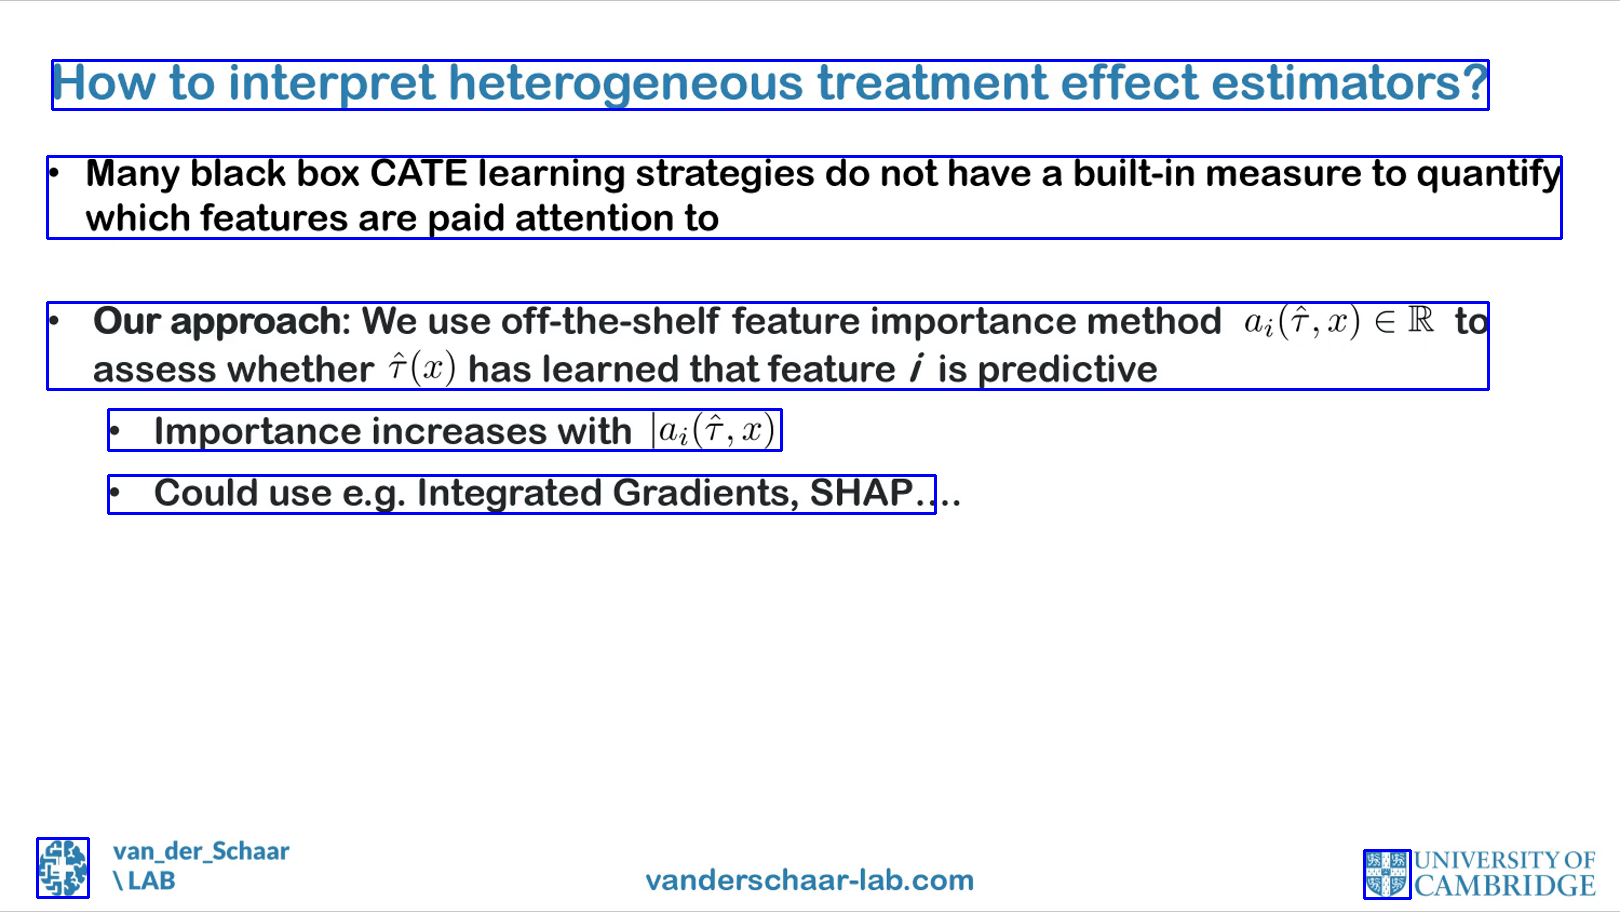 How to interpret heterogeneous treatment effect estimators?
• Many black box CATE learning strategies do not have a built-in measure to quantify
which features are paid attention to
• Our approach: We use off-the-shelf feature importance method $a_i(\hat{\tau}, x) \in \mathbb{R}$ to
assess whether $\hat{\tau}(x)$ has learned that feature i is predictive
• Importance increases with $|a_i(\hat{\tau}, x)$
• Could use e.g. Integrated Gradients, SHAP....
van_der_Schaar
\ LAB
vanderschaar-lab.com
UNIVERSITY OF
CAMBRIDGE